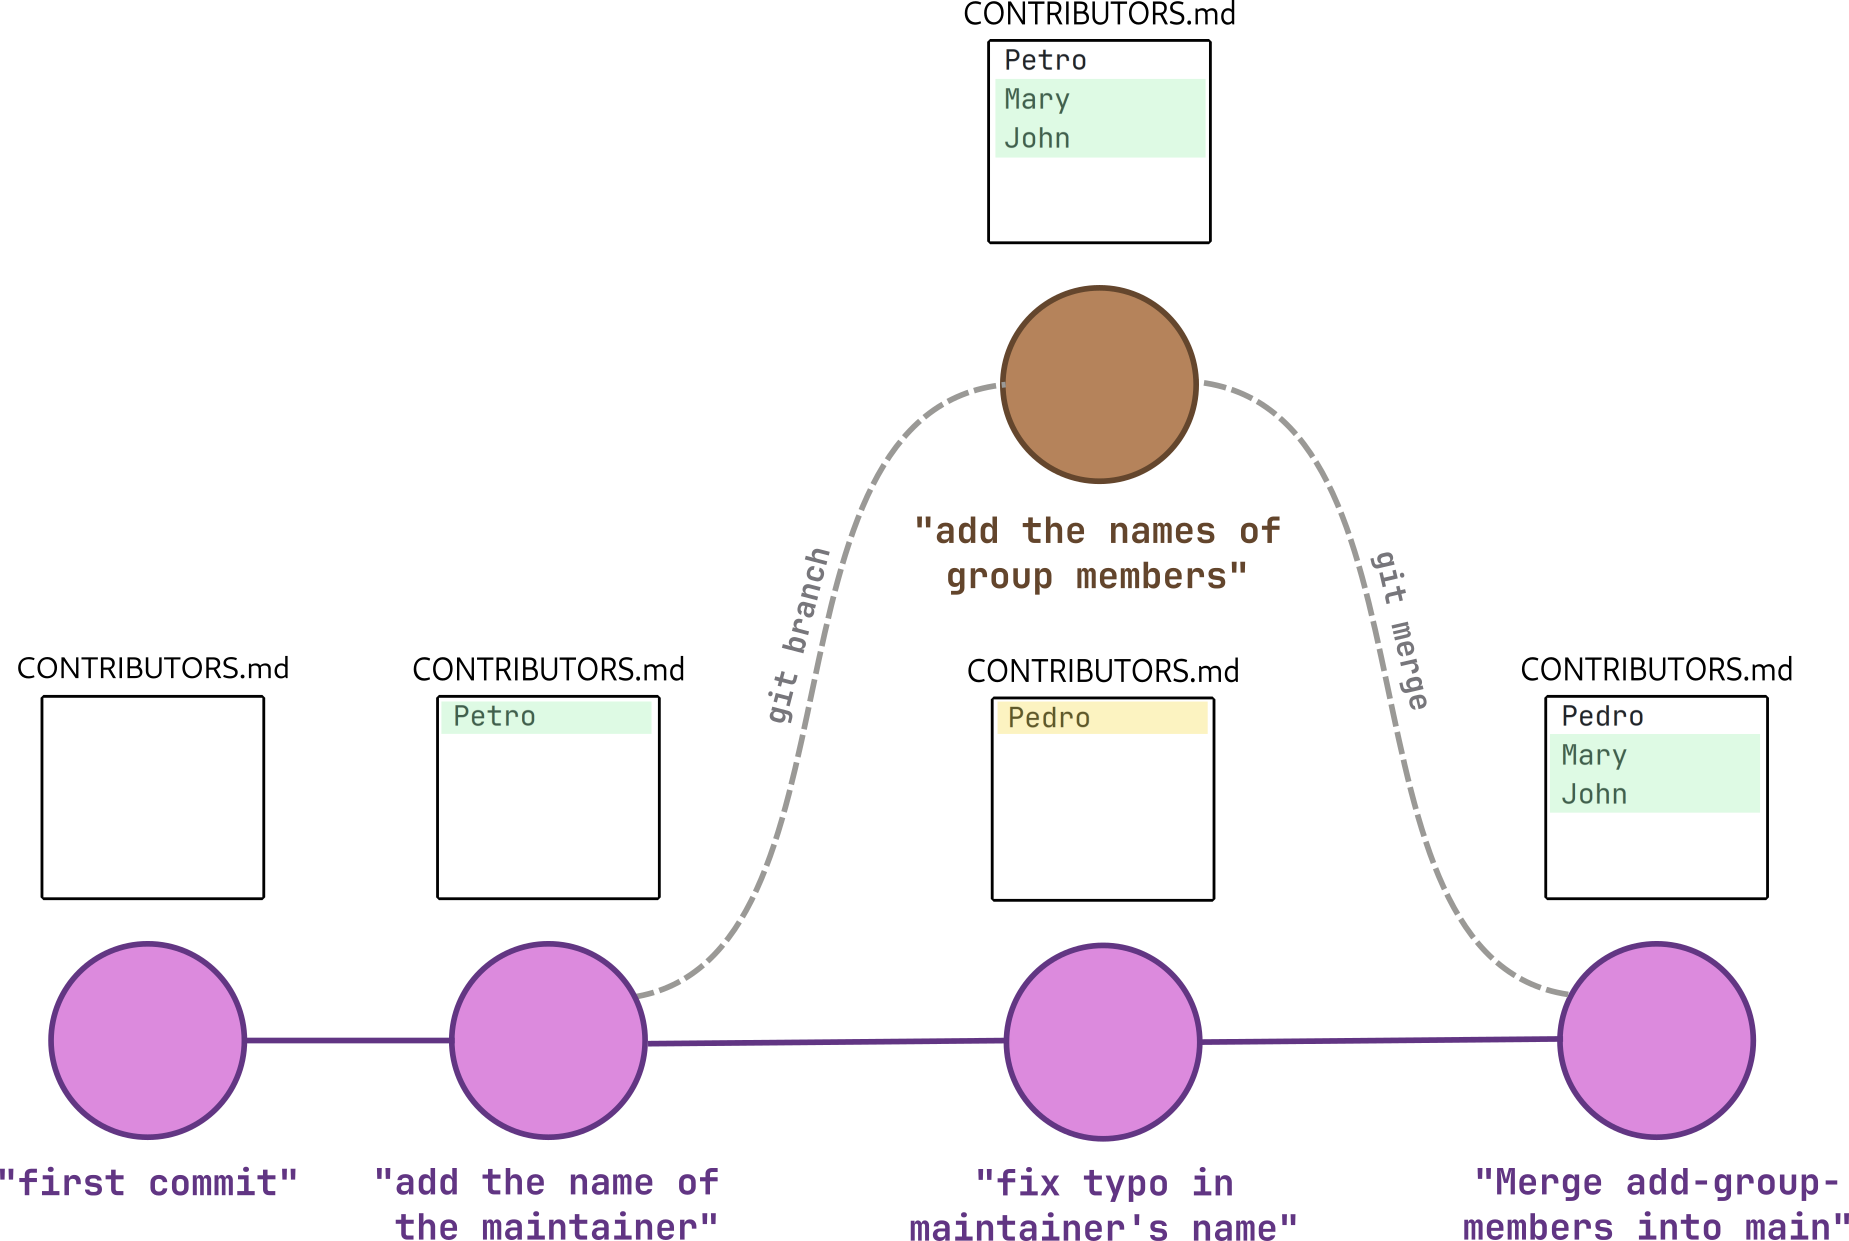 CONTRIBUTORS.md
Petro
Mary
John
"add the names of
group members"
git branch
git merge
CONTRIBUTORS.md
CONTRIBUTORS.md
Petro
CONTRIBUTORS.md
Pedro
CONTRIBUTORS.md
Pedro
Mary
John
"first commit"
"add the name of
the maintainer"
"fix typo in
maintainer's name"
"Merge add-group-
members into main"